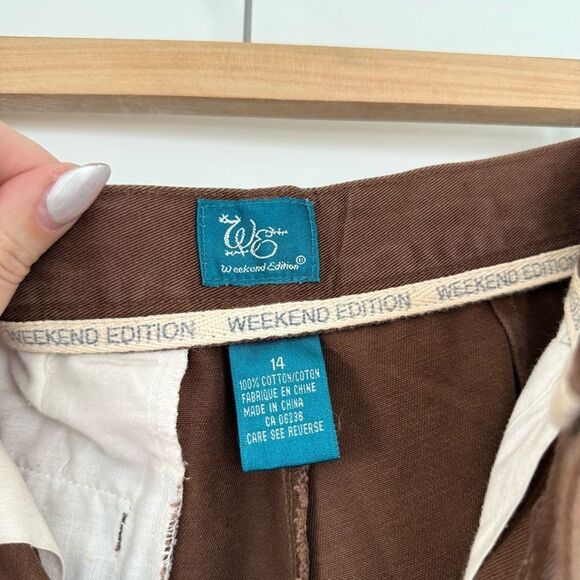 WE
Weekend Edition®
WEEKEND EDITION WEEKEND EDITION WEEKEND EDITION
14
100% COTTON/COTON
FABRIQUE EN CHINE
MADE IN CHINA
CA 06236
CARE SEE REVERSE